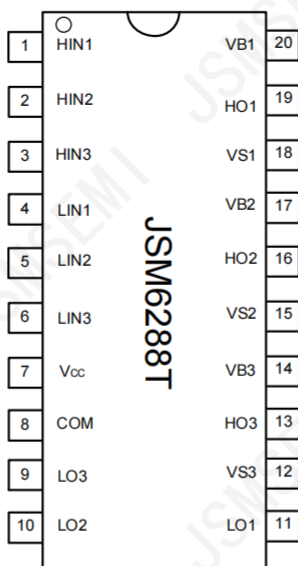 1 HIN1 VB1 20
2 HIN2 HO1 19
3 HIN3 VS1 18
4 LIN1 VB2 17
5 LIN2 HO2 16
6 LIN3 VS2 15
7 Vcc VB3 14
8 COM HO3 13
9 LO3 VS3 12
10 LO2 LO1 11
JSM6288T
JSMSEMI